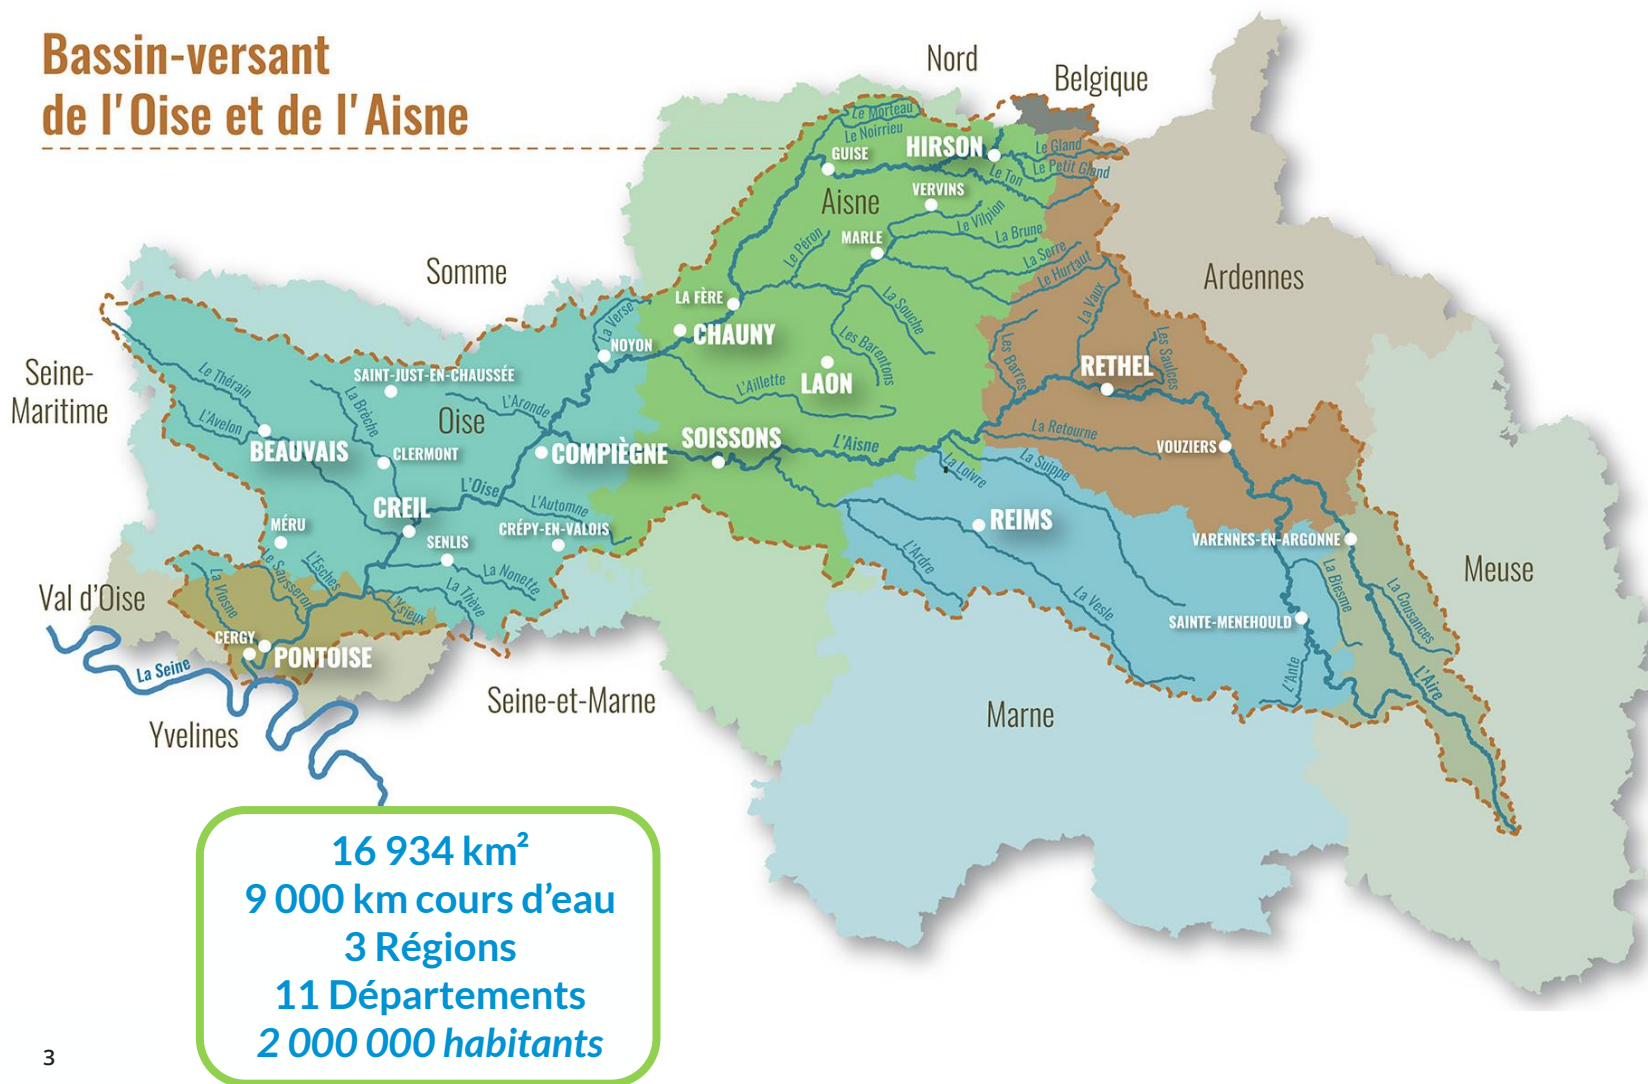 Bassin-versant
de l'Oise et de l'Aisne
Nord
Belgique
Somme
Ardennes
Seine-
Maritime
Val d'Oise
Yvelines
Seine-et-Marne
Marne
Meuse
Aisne
Oise
Le Morteau
Le Noirrieu
GUISE
HIRSON
Le Gland
Le Petit Gland
Le Ton
VERVINS
Le Vilpion
La Brune
MARLE
Le Péron
La Serre
Le Hurtaut
LA FÈRE
CHAUNY
La Verse
NOYON
La Souche
Les Barentons
LAON
L'Ailette
La Vaux
Les Barres
Les Saulces
RETHEL
SAINT-JUST-EN-CHAUSSÉE
Le Thérain
L'Avelon
La Brèche
L'Aronde
BEAUVAIS
CLERMONT
COMPIÈGNE
SOISSONS
L'Aisne
La Retourne
VOUZIERS
La Loivre
La Suippe
L'Oise
L'Automne
CREIL
CRÉPY-EN-VALOIS
MÉRU
SENLIS
REIMS
VARENNES-EN-ARGONNE
L'Esches
Le Sausseron
La Viosne
La Nonette
La Thève
L'Ysieux
L'Ardre
La Vesle
La Biesme
La Cousances
SAINTE-MENEHOULD
CERGY
PONTOISE
La Seine
L'Ante
L'Aire
16 934 km²
9 000 km cours d'eau
3 Régions
11 Départements
2 000 000 habitants
3